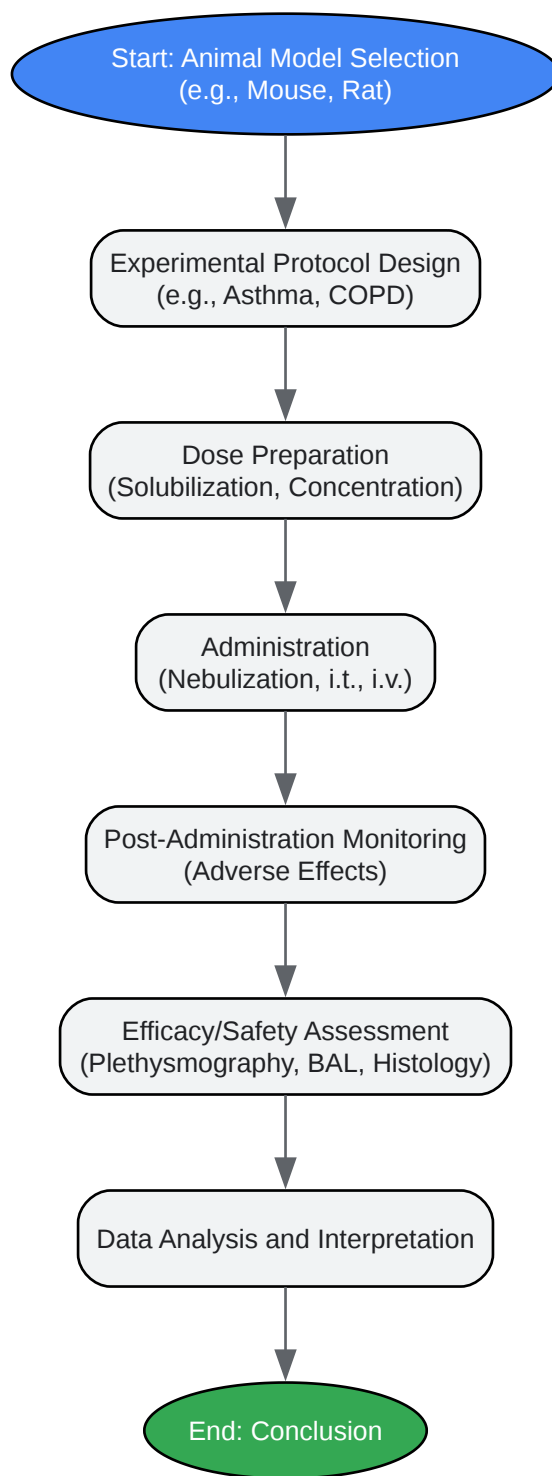 Start: Animal Model Selection
(e.g., Mouse, Rat)
Experimental Protocol Design
(e.g., Asthma, COPD)
Dose Preparation
(Solubilization, Concentration)
Administration
(Nebulization, i.t., i.v.)
Post-Administration Monitoring
(Adverse Effects)
Efficacy/Safety Assessment
(Plethysmography, BAL, Histology)
Data Analysis and Interpretation
End: Conclusion